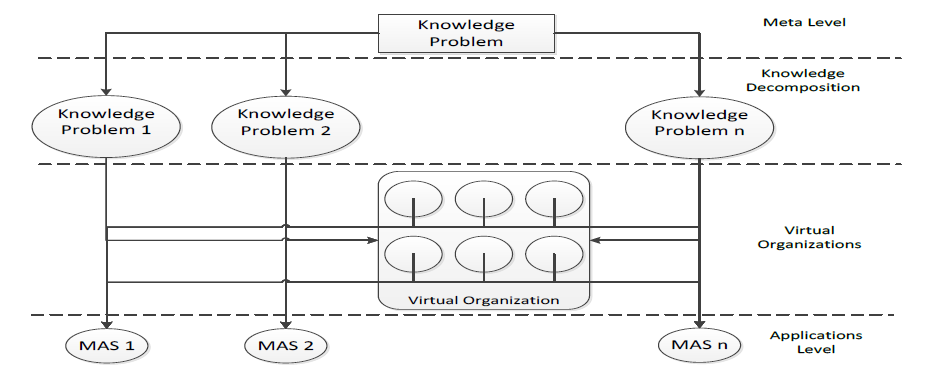 Knowledge
Problem
Meta Level
Knowledge
Decomposition
Knowledge
Problem 1
Knowledge
Problem 2
Knowledge
Problem n
Virtual
Organizations
Virtual Organization
MAS 1
MAS 2
MAS n
Applications
Level